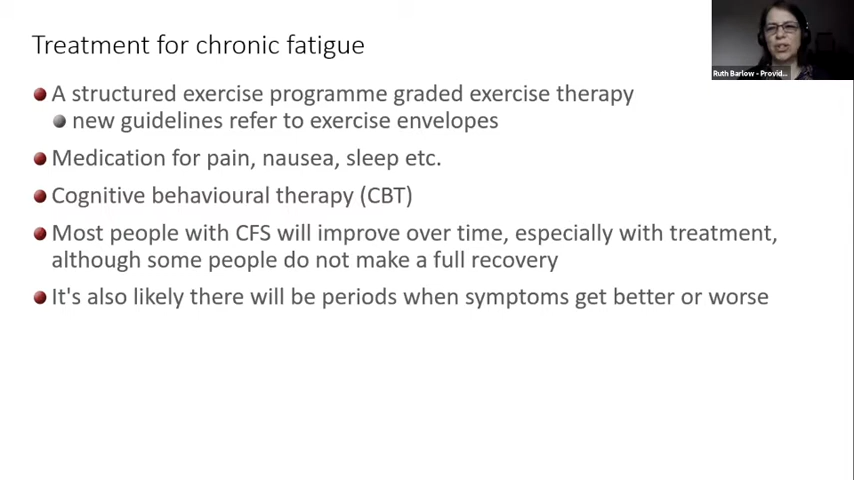 Treatment for chronic fatigue
A structured exercise programme graded exercise therapy
new guidelines refer to exercise envelopes
Medication for pain, nausea, sleep etc.
Cognitive behavioural therapy (CBT)
Most people with CFS will improve over time, especially with treatment,
although some people do not make a full recovery
It's also likely there will be periods when symptoms get better or worse
Ruth Barlow - Provid...